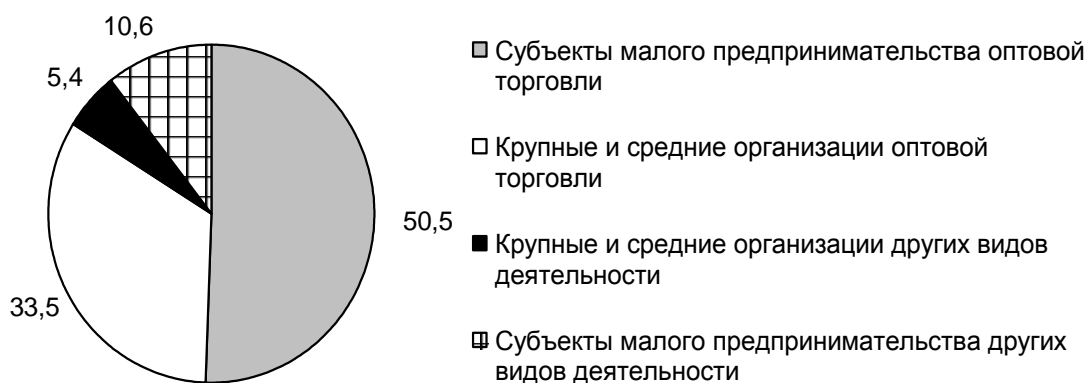 10,6
5,4
33,5
50,5
Субъекты малого предпринимательства оптовой
торговли
Крупные и средние организации оптовой
торговли
Крупные и средние организации других видов
деятельности
Субъекты малого предпринимательства других
видов деятельности